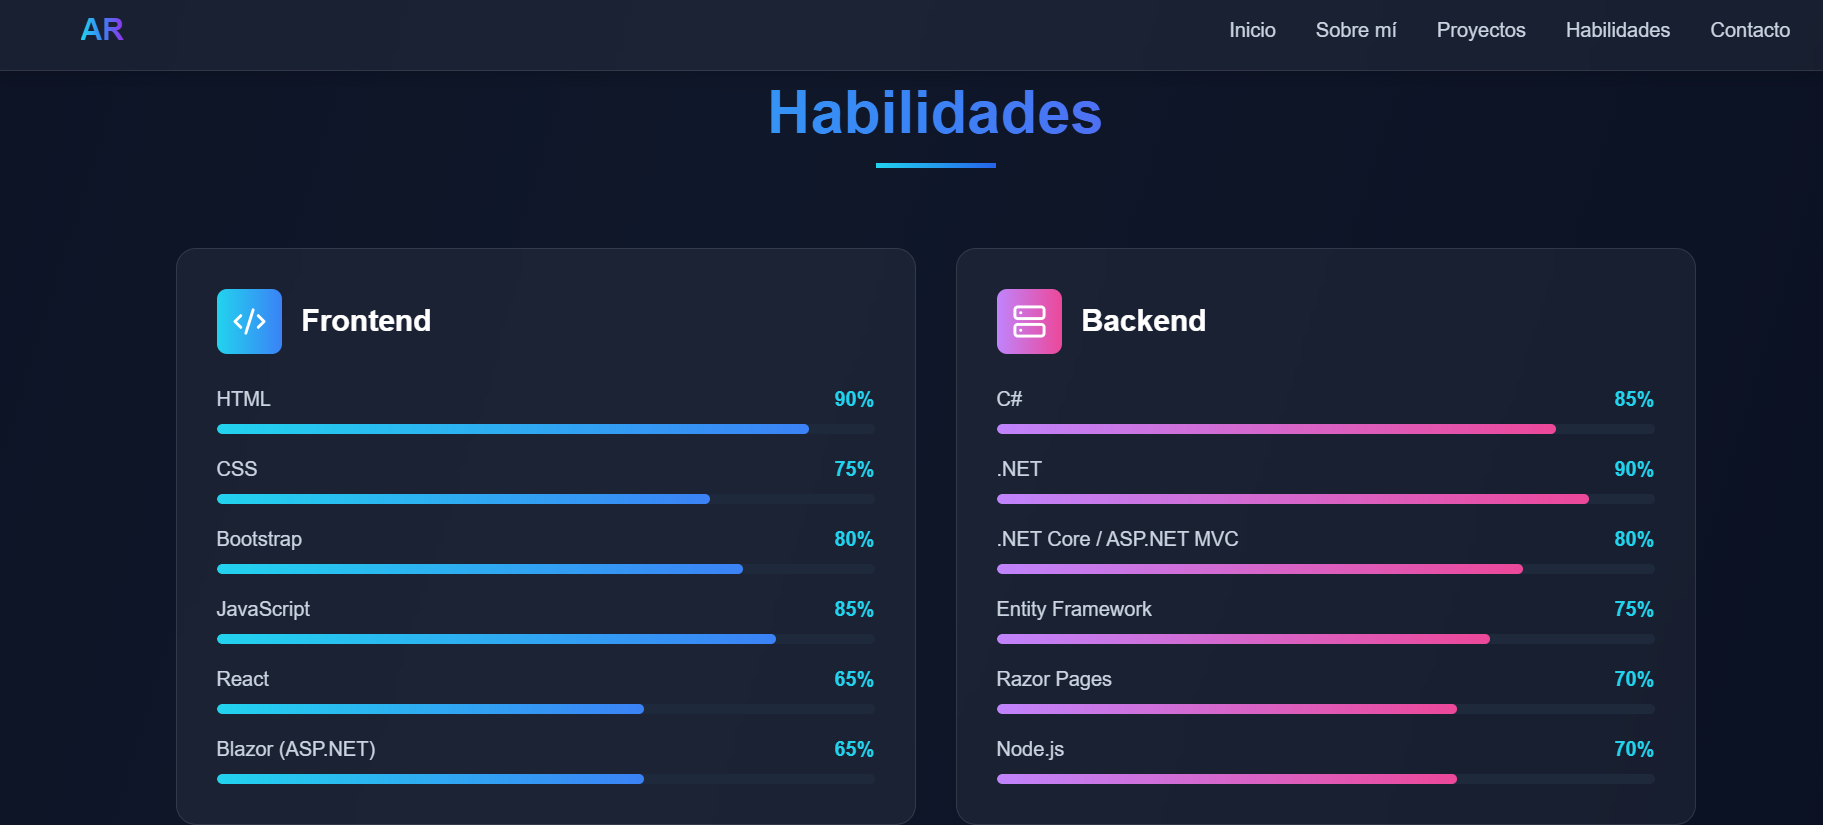 AR
Inicio Sobre mí Proyectos Habilidades Contacto
Habilidades
Frontend
HTML 90%
CSS 75%
Bootstrap 80%
JavaScript 85%
React 65%
Blazor (ASP.NET) 65%
Backend
C# 85%
.NET 90%
.NET Core / ASP.NET MVC 80%
Entity Framework 75%
Razor Pages 70%
Node.js 70%